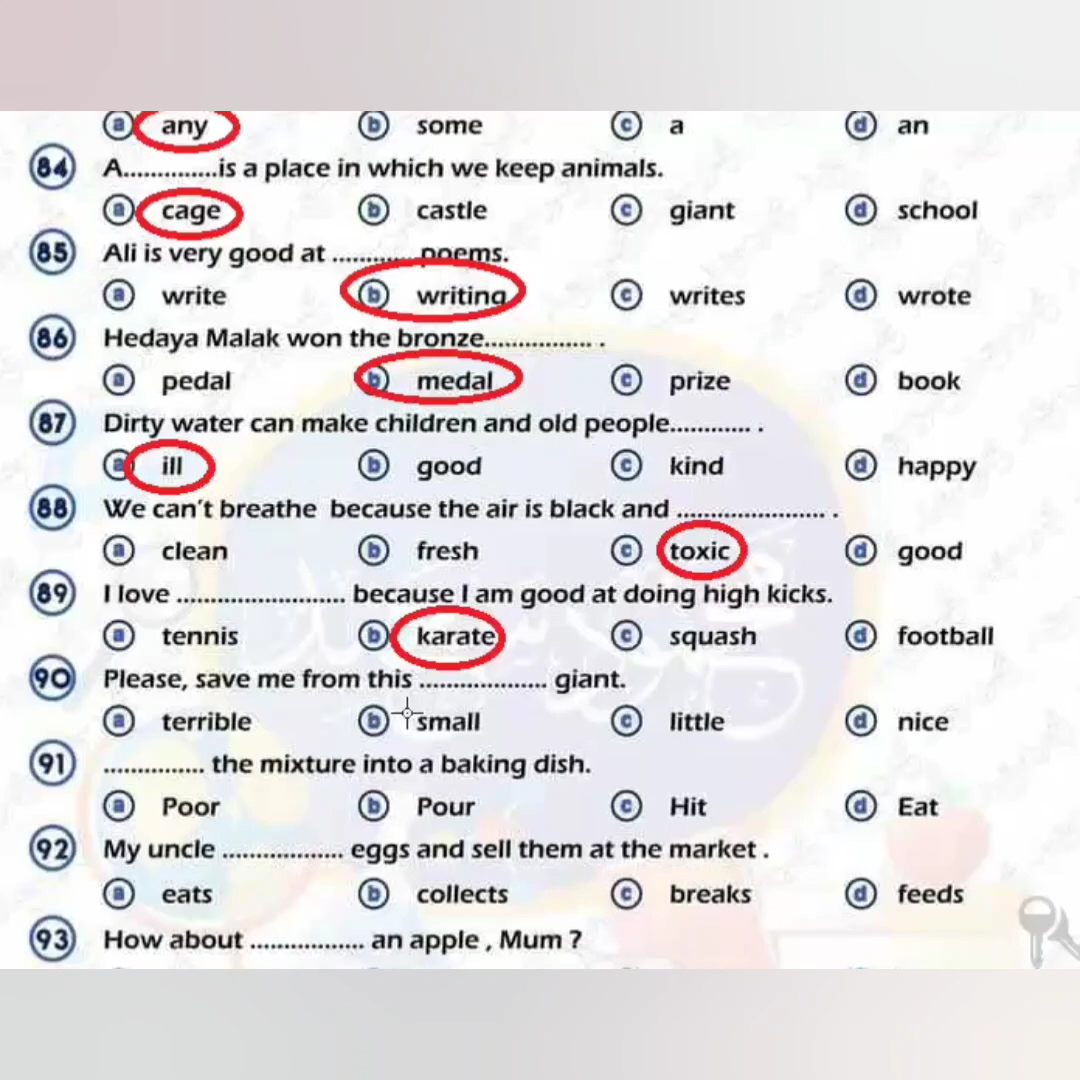 a any b some c a d an
84 A..............is a place in which we keep animals.
a cage b castle c giant d school
85 Ali is very good at ............ poems.
a write b writing c writes d wrote
86 Hedaya Malak won the bronze................ .
a pedal b medal c prize d book
87 Dirty water can make children and old people............ .
a ill b good c kind d happy
88 We can't breathe because the air is black and ...................... .
a clean b fresh c toxic d good
89 I love ......................... because I am good at doing high kicks.
a tennis b karate c squash d football
90 Please, save me from this ................... giant.
a terrible b small c little d nice
91 ............... the mixture into a baking dish.
a Poor b Pour c Hit d Eat
92 My uncle .................. eggs and sell them at the market .
a eats b collects c breaks d feeds
93 How about ................. an apple , Mum ?